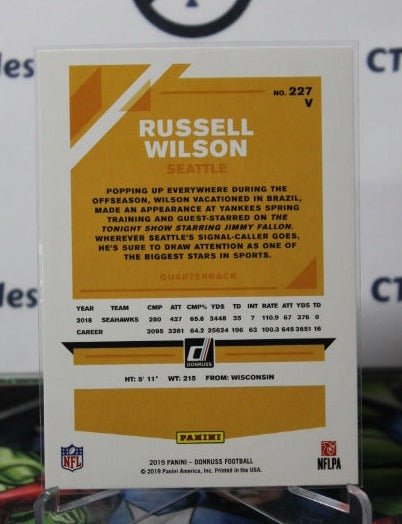 CT
les
Colle
CTC
NO. 227
V
RUSSELL
WILSON
SEATTLE
POPPING UP EVERYWHERE DURING THE
OFFSEASON, WILSON VACATIONED IN BRAZIL,
MADE AN APPEARANCE AT YANKEES SPRING
TRAINING AND GUEST-STARRED ON THE
TONIGHT SHOW STARRING JIMMY FALLON.
WHEREVER SEATTLE'S SIGNAL-CALLER GOES,
HE'S SURE TO DRAW ATTENTION AS ONE OF
THE BIGGEST STARS IN SPORTS.
QUARTERBACK
YEAR TEAM CMP ATT CMP% YDS TD INT RATE ATT YDS TD
2018 SEAHAWKS 280 427 65.6 3448 35 7 110.9 67 376 0
CAREER 2095 3261 64.2 25624 196 63 100.3 645 3651 16
DONRUSS
HT: 5' 11" WT: 215 FROM: WISCONSIN
PANINI
NFL
NFLPA
2019 PANINI - DONRUSS FOOTBALL
© 2019 Panini America, Inc. Printed in the USA.